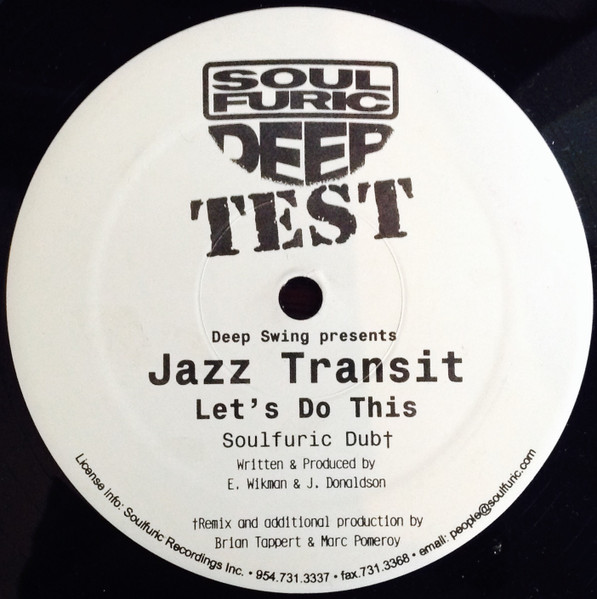 SOUL
FURIC
DEEP
TEST
Deep Swing presents
Jazz Transit
Let's Do This
Soulfuric Dub†
Written & Produced by
E. Wikman & J. Donaldson
†Remix and additional production by
Brian Tappert & Marc Pomeroy
License Info: Soulfuric Recordings Inc. • 954.731.3337 • fax.731.3368 • email: people@soulfuric.com